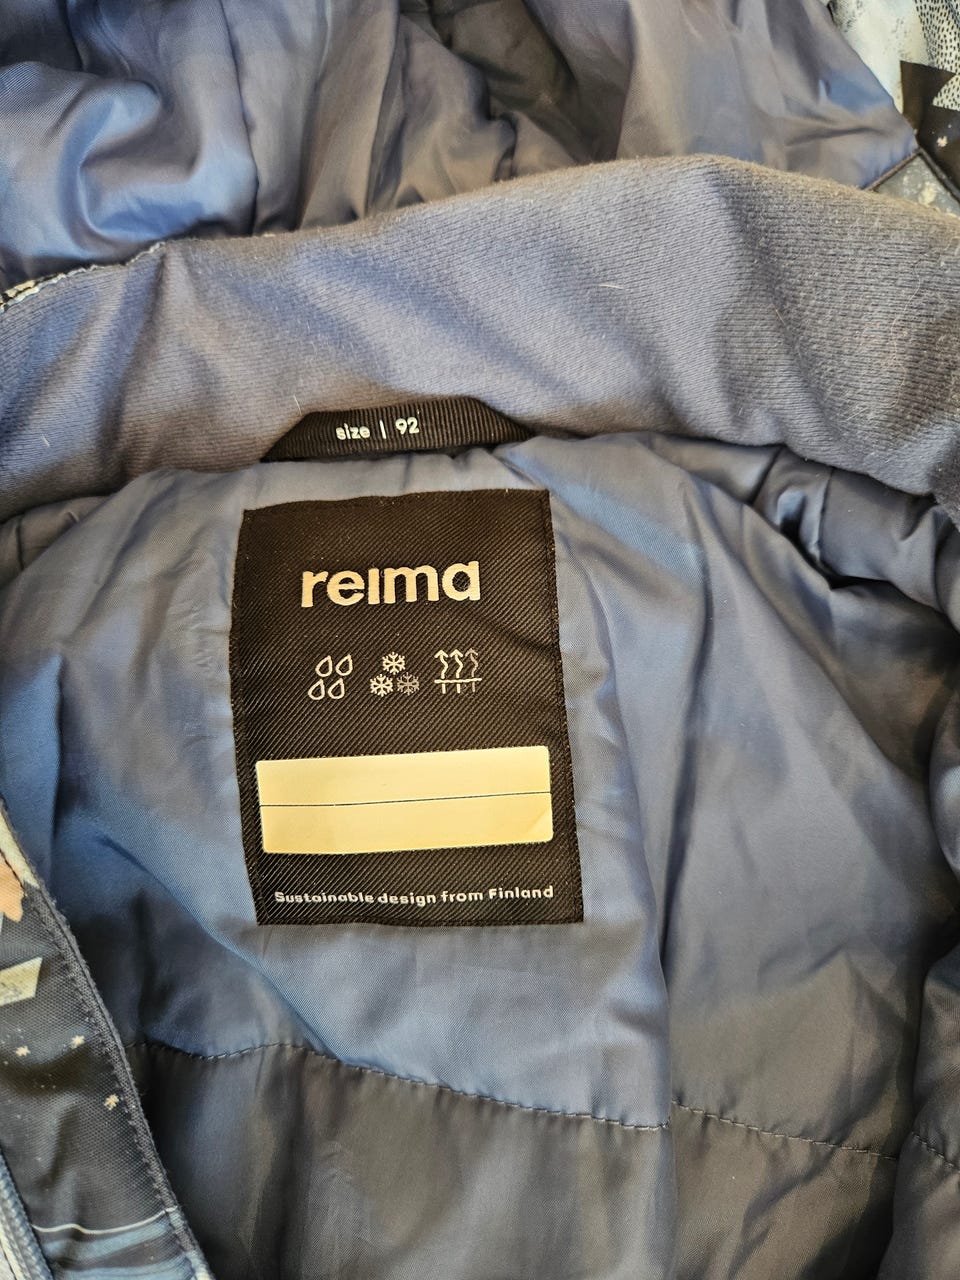 size | 92
reima
Sustainable design from Finland